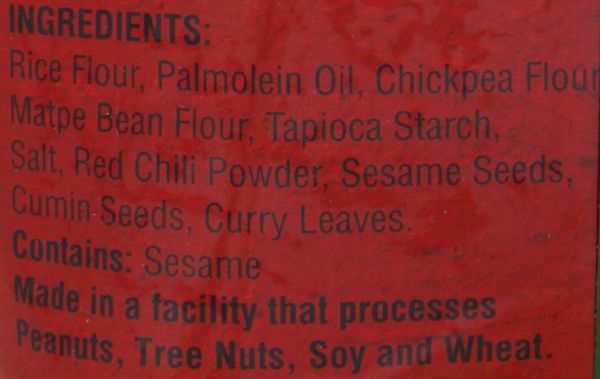 INGREDIENTS:
Rice Flour, Palmolein Oil, Chickpea Flour
Matpe Bean Flour, Tapioca Starch,
Salt, Red Chili Powder, Sesame Seeds,
Cumin Seeds, Curry Leaves.
Contains: Sesame
Made in a facility that processes
Peanuts, Tree Nuts, Soy and Wheat.